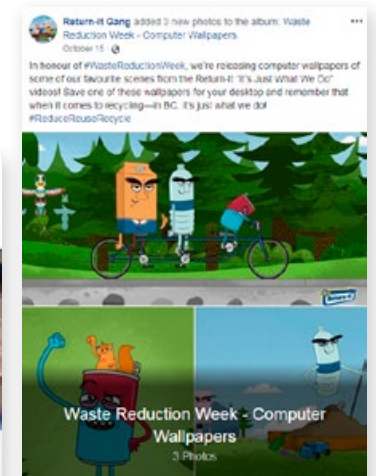 Return-It Gang added 3 new photos to the album: Waste
Reduction Week - Computer Wallpapers.
October 15
In honour of #WasteReductionWeek, we're releasing computer wallpapers of
some of our favourite scenes from the Return-It "It's Just What We Do"
videos! Save one of these wallpapers for your desktop and remember that
when it comes to recycling—in BC, it's just what we do!
#ReduceReuseRecycle
Return-It
Waste Reduction Week - Computer
Wallpapers
3 Photos